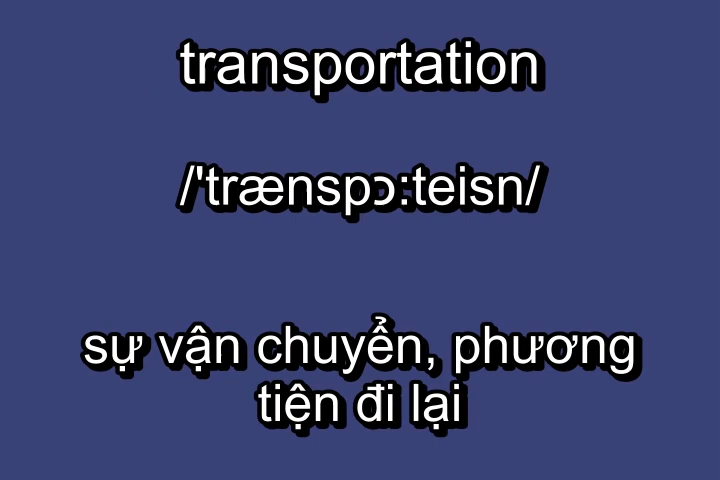 transportation
/'trænspɔ:teisn/
sự vận chuyển, phương
tiện đi lại